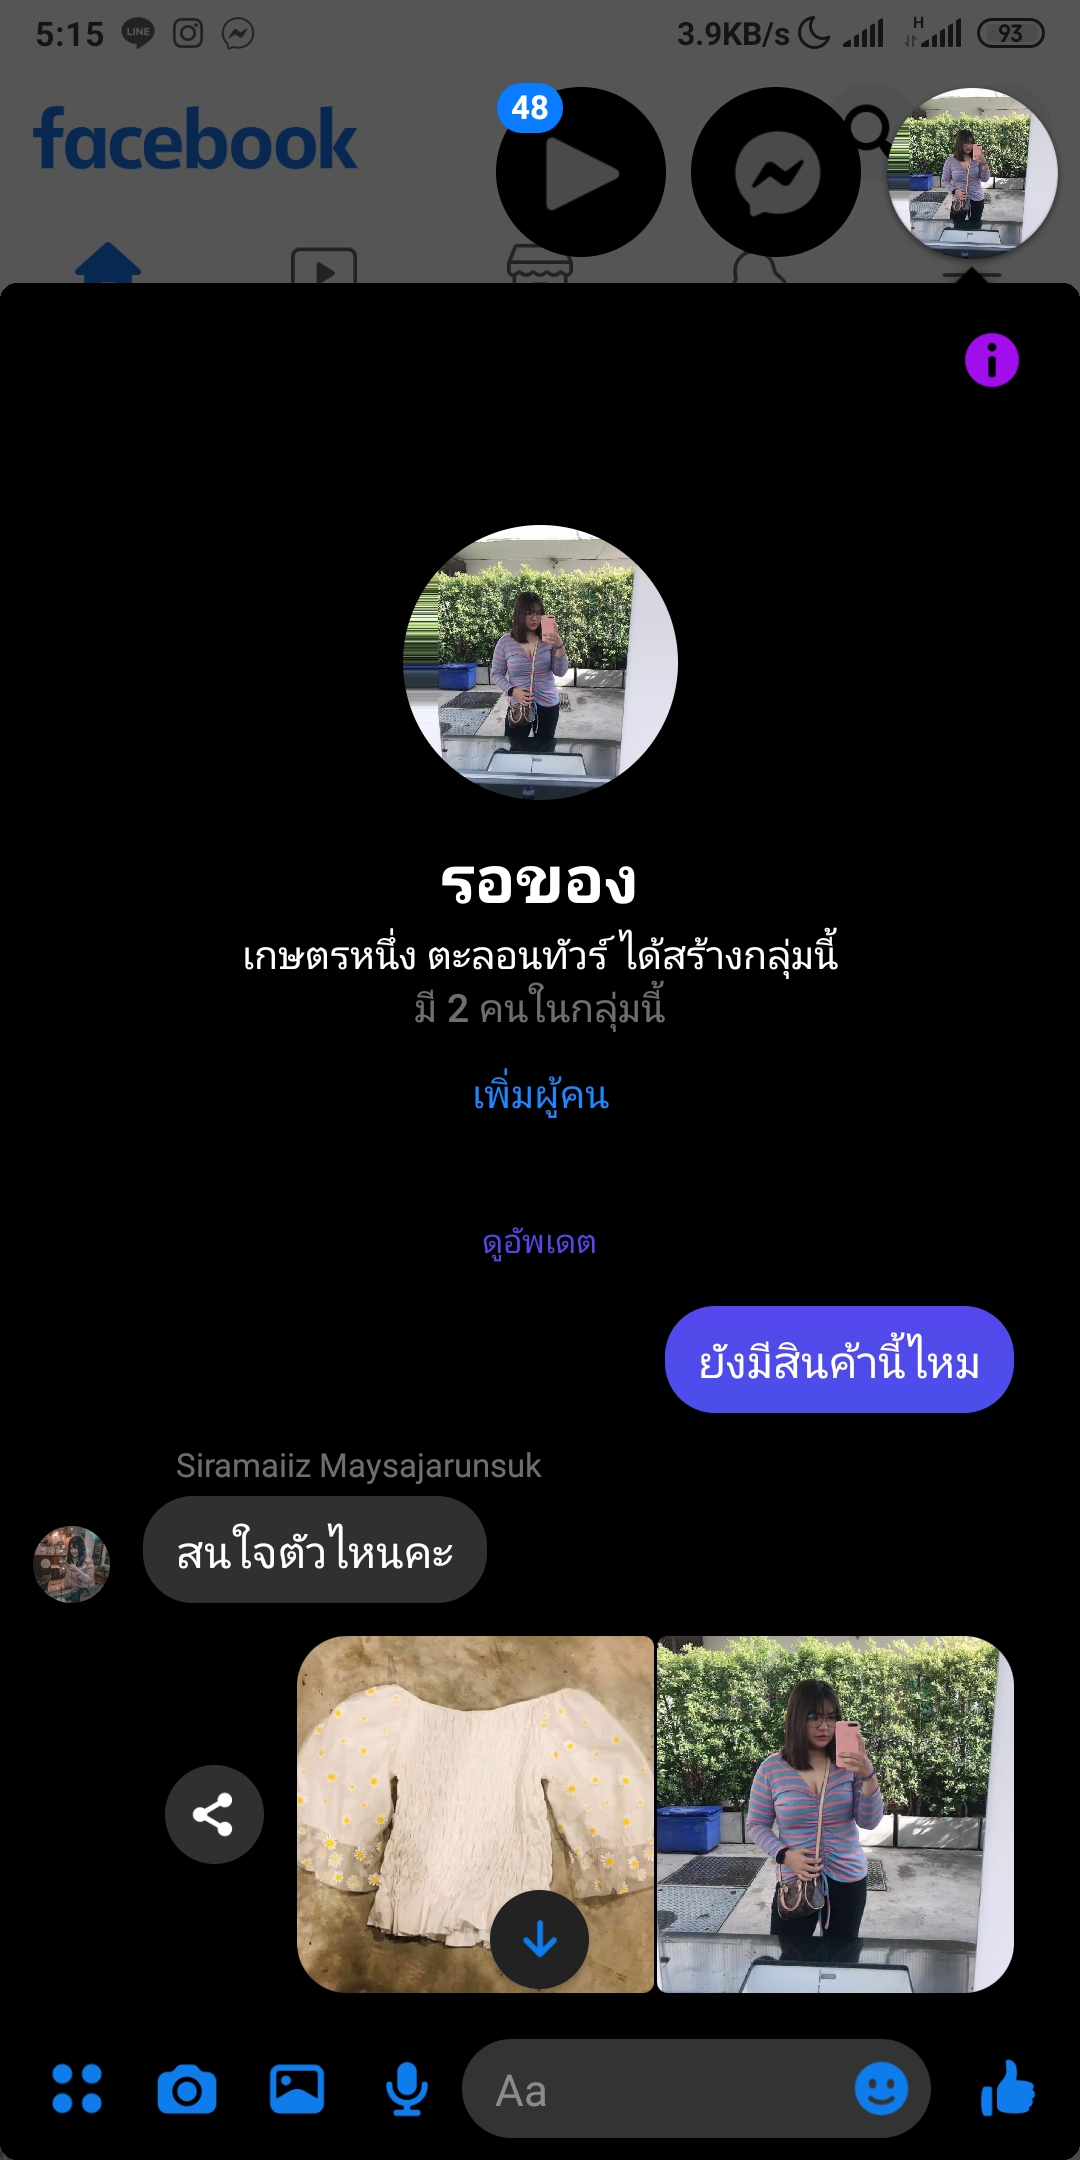 5:15
LINE
3.9KB/s
H
93
facebook
48
รอของ
เกษตรหนึ่ง ตะลอนทัวร์ ได้สร้างกลุ่มนี้
มี 2 คนในกลุ่มนี้
เพิ่มผู้คน
ดูอัพเดต
ยังมีสินค้านี้ไหม
Siramaiiz Maysajarunsuk
สนใจตัวไหนคะ
Aa